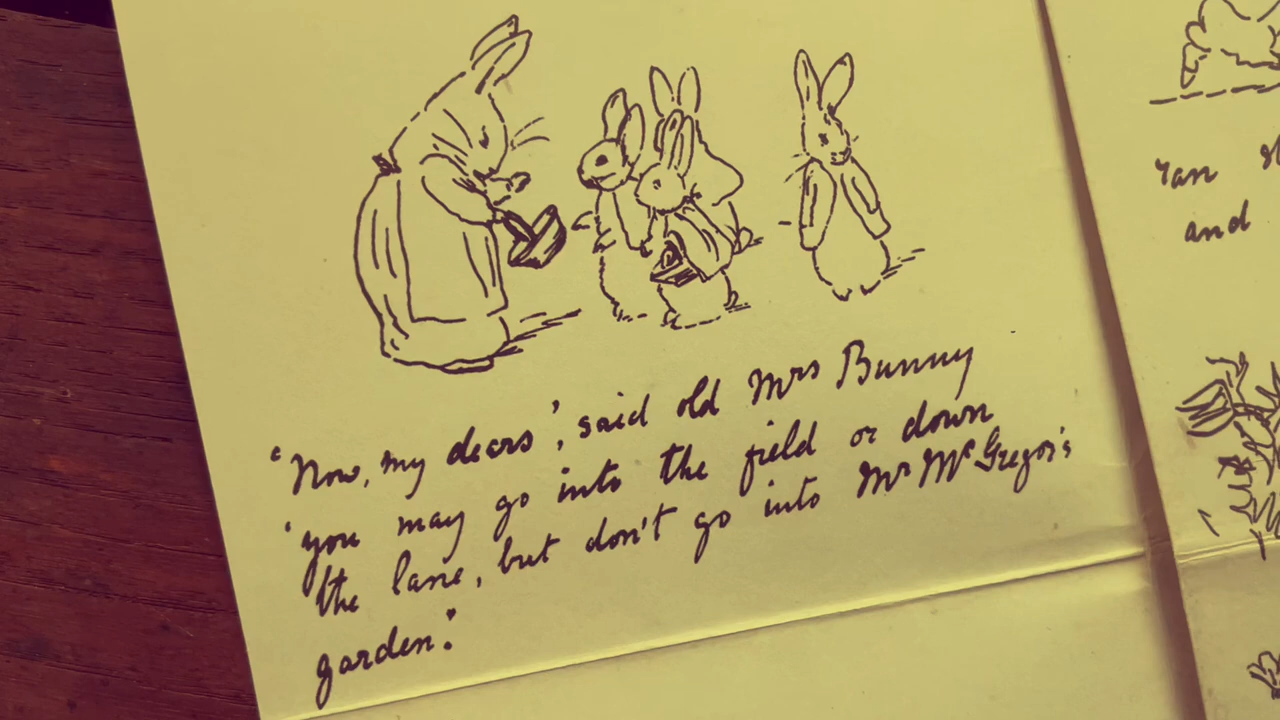 "Now, my dears", said old Mrs Bunny
'you may go into the field or down
the lane, but don't go into Mr McGregor's
garden."
and